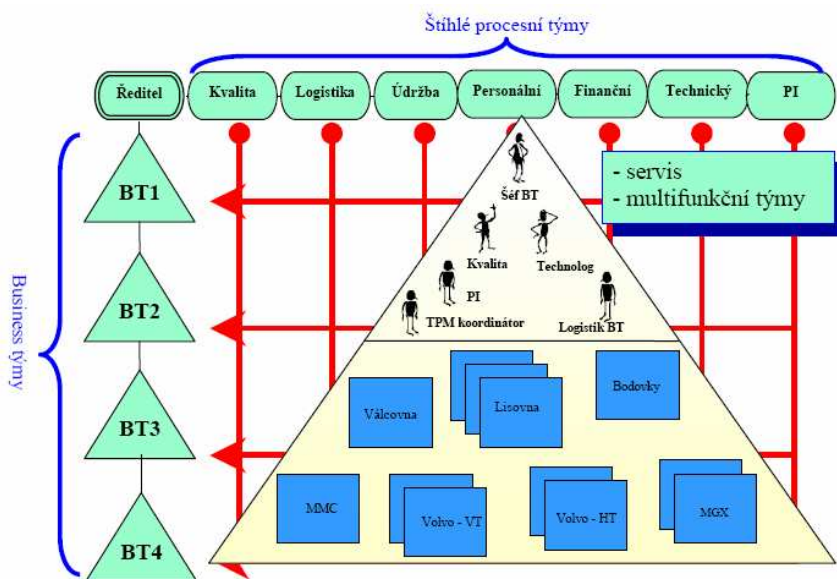 Štíhlé procesní týmy
Ředitel
Kvalita
Logistika
Údržba
Personální
Finanční
Technický
PI
Business týmy
BT1
BT2
BT3
BT4
- servis
- multifunkční týmy
Šéf BT
Kvalita
Technolog
PI
TPM koordinátor
Logistik BT
Válcovna
Lisovna
Bodovky
MMC
Volvo - VT
Volvo - HT
MGX